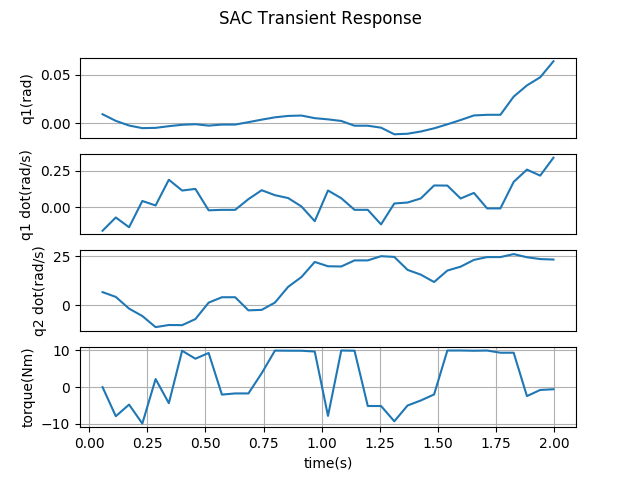 SAC Transient Response
q1(rad)
0.05
0.00
q1 dot(rad/s)
0.25
0.00
q2 dot(rad/s)
25
0
torque(Nm)
10
0
−10
0.00 0.25 0.50 0.75 1.00 1.25 1.50 1.75 2.00
time(s)